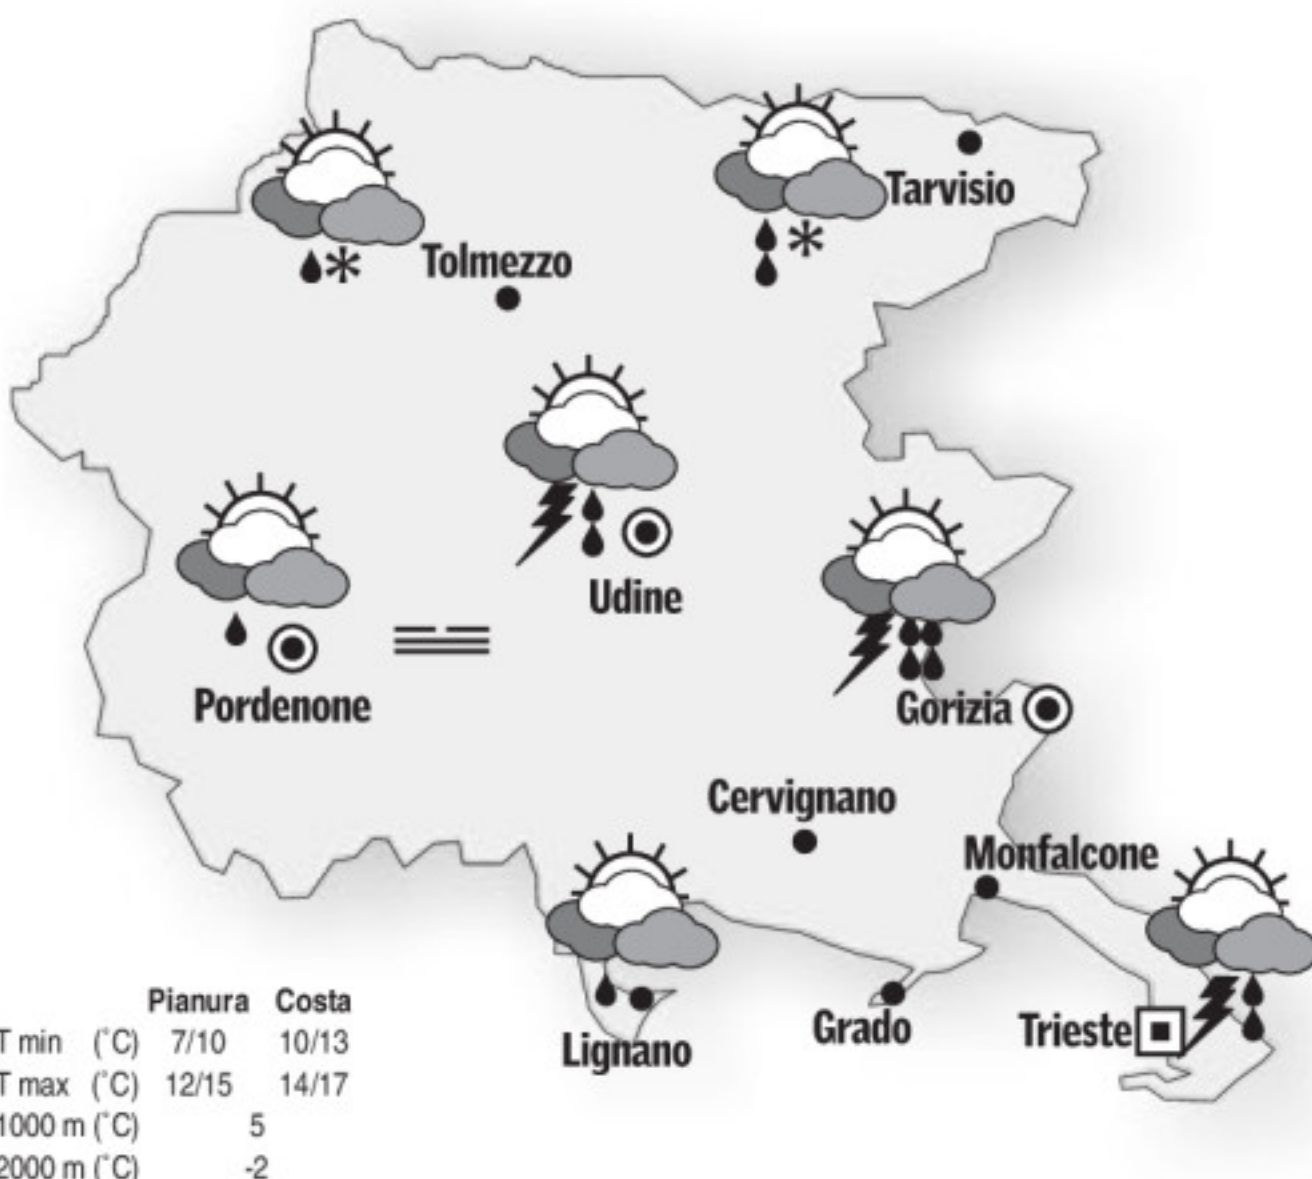 Tarvisio
Tolmezzo
Udine
Pordenone
Gorizia
Cervignano
Monfalcone
Grado
Trieste
Lignano
Pianura Costa
T min (°C) 7/10 10/13
T max (°C) 12/15 14/17
1000 m (°C) 5
2000 m (°C) -2